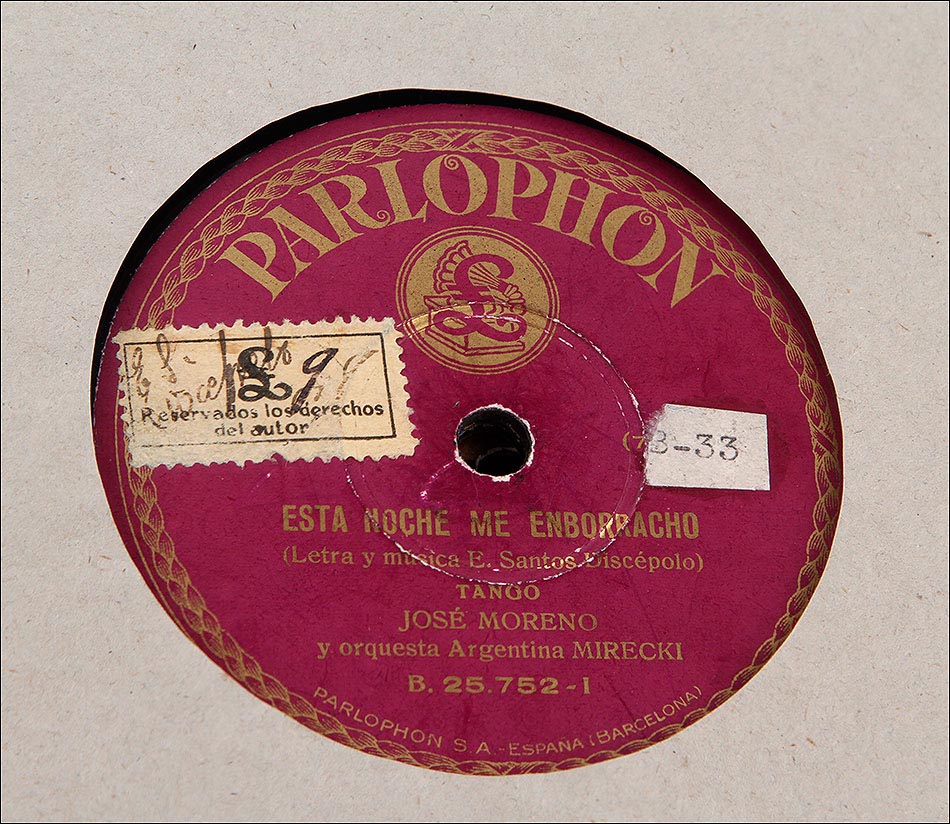 PARLOPHON
£
£ 9
Reservados los derechos
del autor
B-33
ESTA NOCHE ME ENBORRACHO
(Letra y música E. Santos Discépolo)
TANGO
JOSÉ MORENO
y orquesta Argentina MIRECKI
B. 25.752-I
PARLOPHON S.A.-ESPAÑA (BARCELONA)